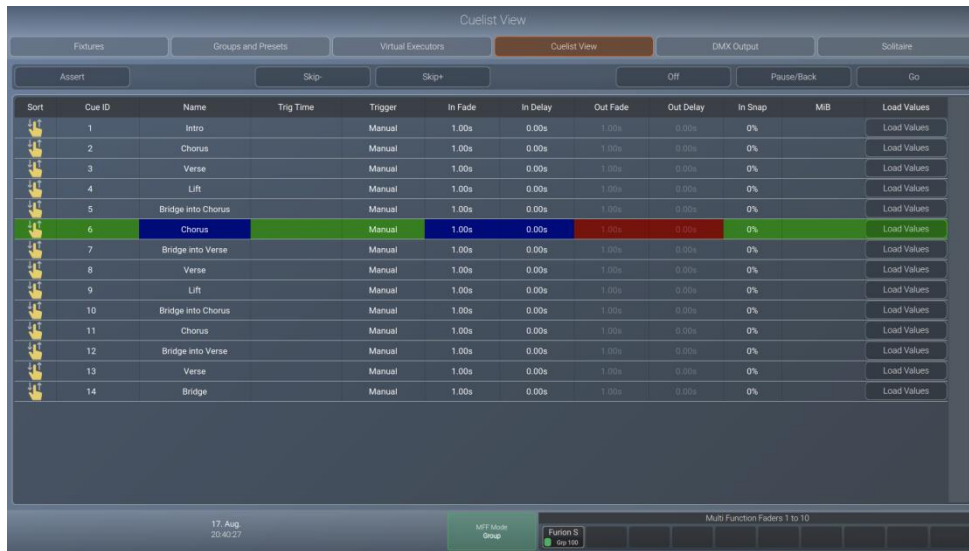 Cuelist View
Fixtures Groups and Presets Virtual Executors Cuelist View DMX Output Solitaire
Assert Skip- Skip+ Off Pause/Back Go
Sort Cue ID Name Trig Time Trigger In Fade In Delay Out Fade Out Delay In Snap MiB Load Values
1 Intro Manual 1.00s 0.00s 1.00s 0.00s 0% Load Values
2 Chorus Manual 1.00s 0.00s 1.00s 0.00s 0% Load Values
3 Verse Manual 1.00s 0.00s 1.00s 0.00s 0% Load Values
4 Lift Manual 1.00s 0.00s 1.00s 0.00s 0% Load Values
5 Bridge into Chorus Manual 1.00s 0.00s 1.00s 0.00s 0% Load Values
6 Chorus Manual 1.00s 0.00s 1.00s 0.00s 0% Load Values
7 Bridge into Verse Manual 1.00s 0.00s 1.00s 0.00s 0% Load Values
8 Verse Manual 1.00s 0.00s 1.00s 0.00s 0% Load Values
9 Lift Manual 1.00s 0.00s 1.00s 0.00s 0% Load Values
10 Bridge into Chorus Manual 1.00s 0.00s 1.00s 0.00s 0% Load Values
11 Chorus Manual 1.00s 0.00s 1.00s 0.00s 0% Load Values
12 Bridge into Verse Manual 1.00s 0.00s 1.00s 0.00s 0% Load Values
13 Verse Manual 1.00s 0.00s 1.00s 0.00s 0% Load Values
14 Bridge Manual 1.00s 0.00s 1.00s 0.00s 0% Load Values
17. Aug.
20:40:27
MFF Mode
Group
Multi Function Faders 1 to 10
Furion S
Grp 100